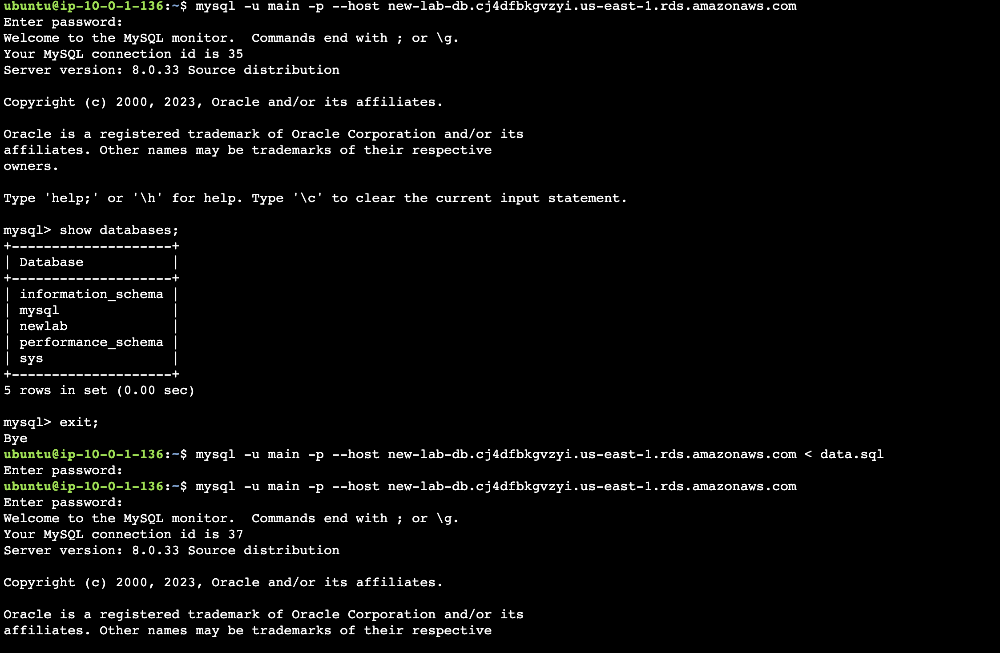 ubuntu@ip-10-0-1-136:~$ mysql -u main -p --host new-lab-db.cj4dfbkgvzyi.us-east-1.rds.amazonaws.com
Enter password:
Welcome to the MySQL monitor.  Commands end with ; or \g.
Your MySQL connection id is 35
Server version: 8.0.33 Source distribution

Copyright (c) 2000, 2023, Oracle and/or its affiliates.

Oracle is a registered trademark of Oracle Corporation and/or its
affiliates. Other names may be trademarks of their respective
owners.

Type 'help;' or '\h' for help. Type '\c' to clear the current input statement.

mysql> show databases;
+--------------------+
| Database           |
+--------------------+
| information_schema |
| mysql              |
| newlab             |
| performance_schema |
| sys                |
+--------------------+
5 rows in set (0.00 sec)

mysql> exit;
Bye
ubuntu@ip-10-0-1-136:~$ mysql -u main -p --host new-lab-db.cj4dfbkgvzyi.us-east-1.rds.amazonaws.com < data.sql
Enter password:
ubuntu@ip-10-0-1-136:~$ mysql -u main -p --host new-lab-db.cj4dfbkgvzyi.us-east-1.rds.amazonaws.com
Enter password:
Welcome to the MySQL monitor.  Commands end with ; or \g.
Your MySQL connection id is 37
Server version: 8.0.33 Source distribution

Copyright (c) 2000, 2023, Oracle and/or its affiliates.

Oracle is a registered trademark of Oracle Corporation and/or its
affiliates. Other names may be trademarks of their respective